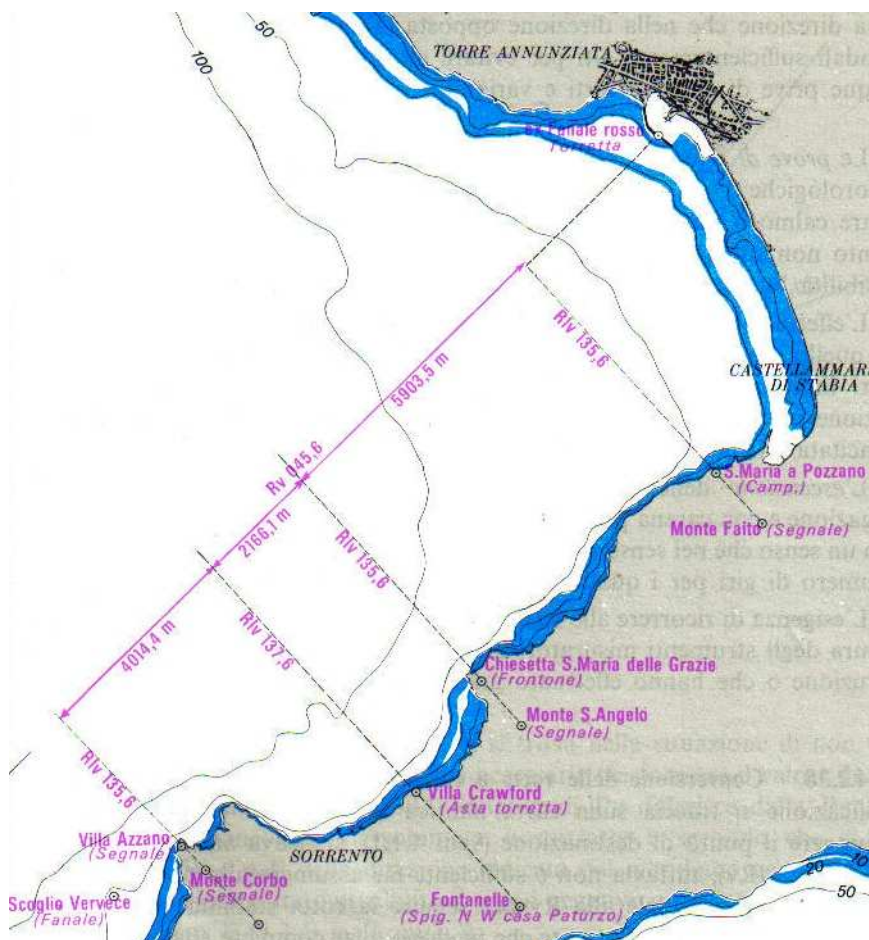 50
100
TORRE ANNUNZIATA
ex Fanale rosso
Torretta
Rlv 135,6
5903,5 m
CASTELLAMMAR
DI STABIA
Rv 045,6
S.Maria a Pozzano
(Camp.)
Monte Faito (Segnale)
2166,1 m
Rlv 135,6
4014,4 m
Rlv 137,6
Chiesetta S.Maria delle Grazie
(Frontone)
Monte S.Angelo
(Segnale)
Rlv 135,6
Villa Crawford
(Asta torretta)
Villa Azzano
(Segnale)
SORRENTO
Monte Corbo
(Segnale)
Scoglio Vervece
(Fanale)
Fontanelle
(Spig. N W casa Paturzo)
20
10
50